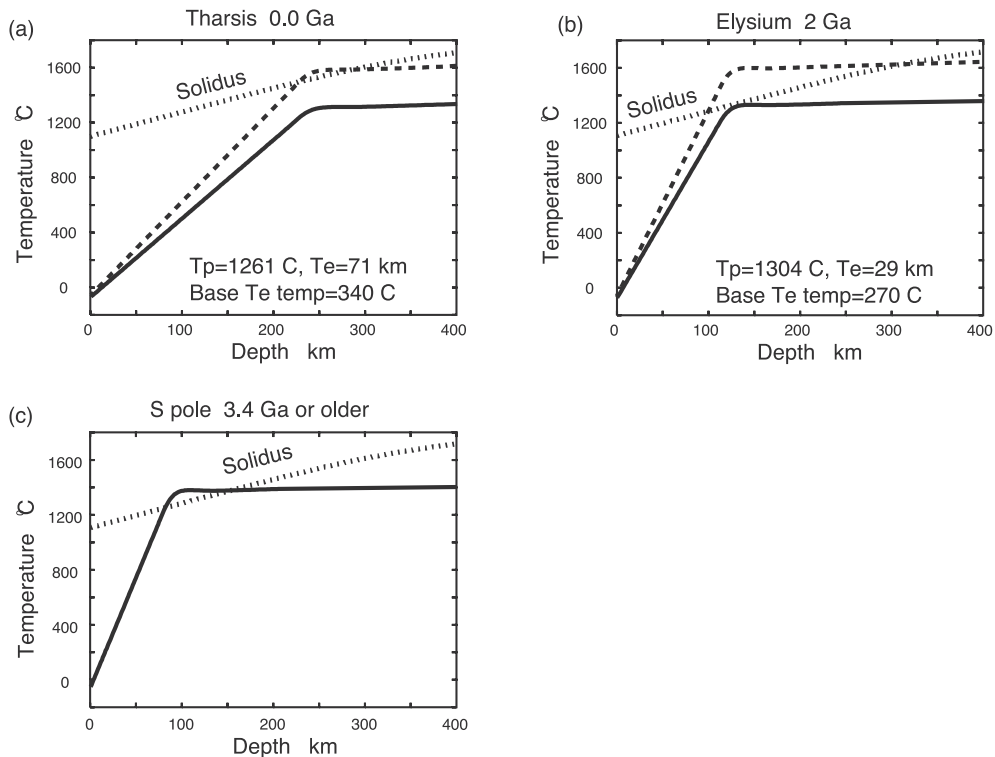 (a)
Tharsis 0.0 Ga
1600
1200
800
400
0
Temperature °C
Solidus
Tp=1261 C, Te=71 km
Base Te temp=340 C
0 100 200 300 400
Depth km
(b)
Elysium 2 Ga
1600
1200
800
400
0
Temperature °C
Solidus
Tp=1304 C, Te=29 km
Base Te temp=270 C
0 100 200 300 400
Depth km
(c)
S pole 3.4 Ga or older
1600
1200
800
400
0
Temperature °C
Solidus
0 100 200 300 400
Depth km